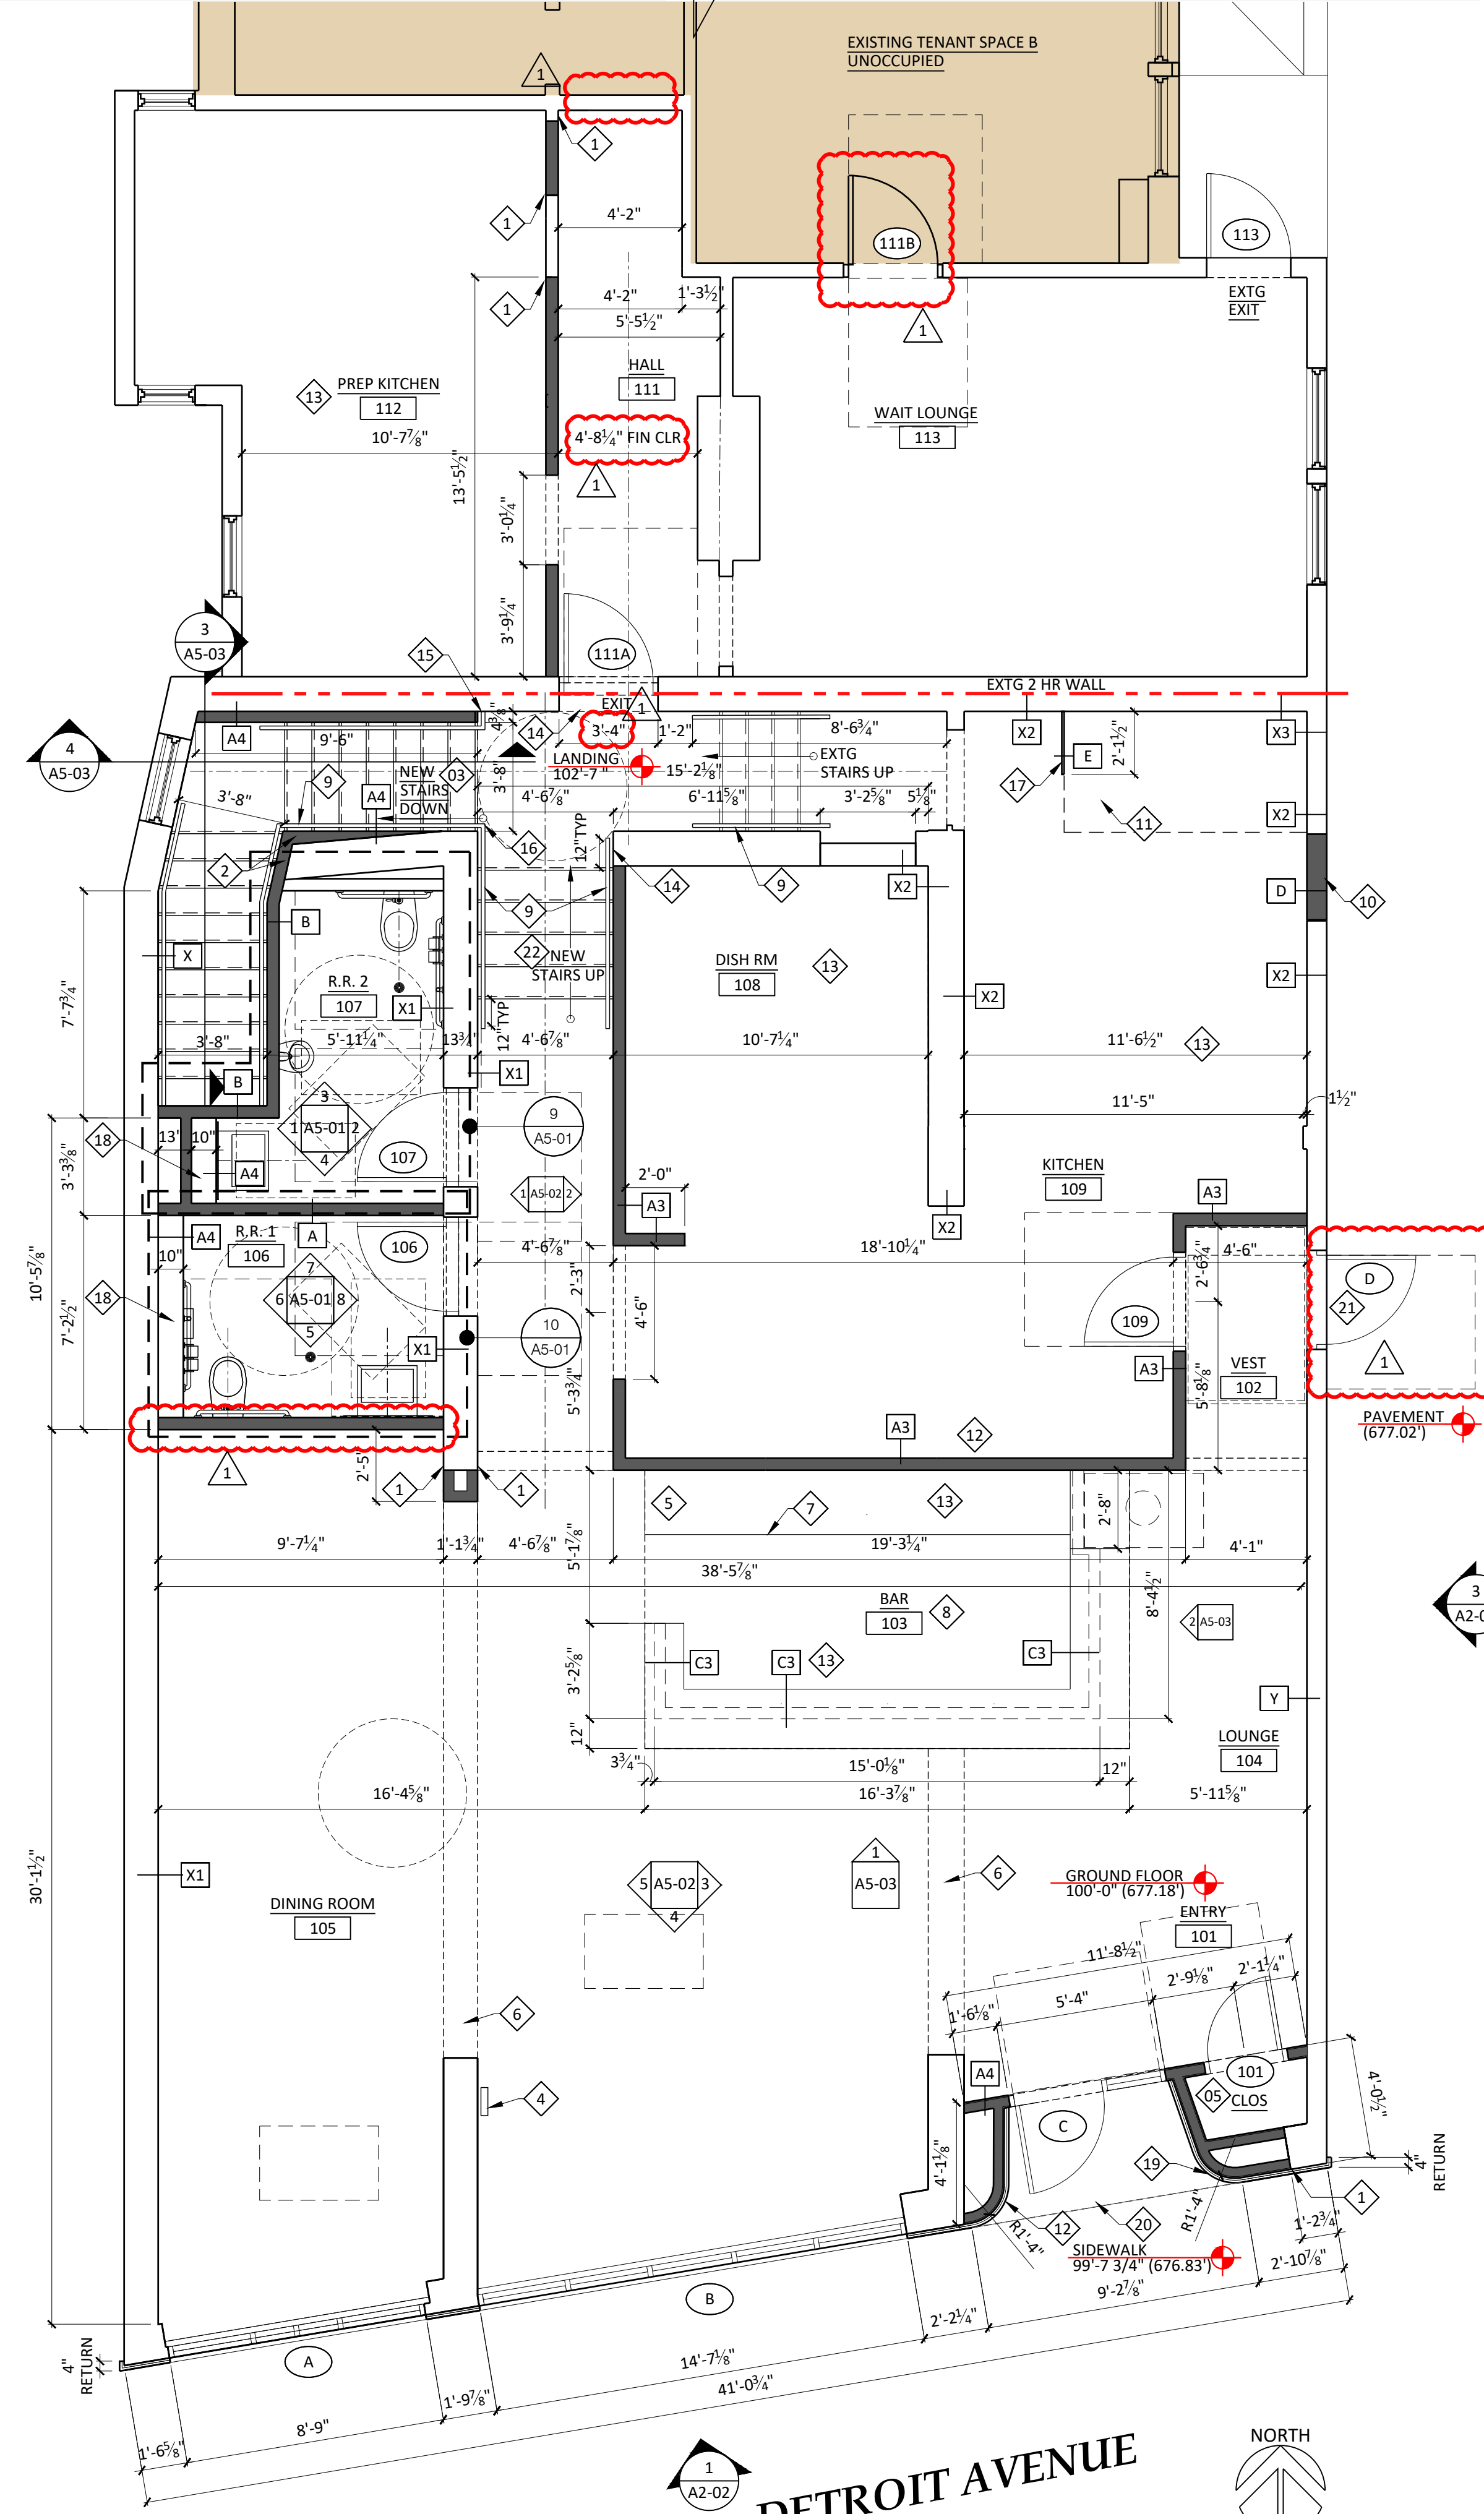 EXISTING TENANT SPACE B
UNOCCUPIED
1
1
1
4'-2"
111B
113
4'-2"
1'-3½"
EXTG
EXIT
1
5'-5½"
1
HALL
111
13
PREP KITCHEN
112
WAIT LOUNGE
113
10'-7⅞"
4'-8¼" FIN CLR
13'-5½"
1
3'-0¼"
3'-9¼"
3
A5-03
15
111A
EXTG 2 HR WALL
EXIT
1
4
A5-03
A4
9'-6"
4⅜"
14
3'-4"
1'-2"
8'-6¾"
X2
X3
E
2'-1½"
17
LANDING
102'-7 "
15'-2⅛"
EXTG
STAIRS UP
NEW
STAIRS
DOWN
03
3'-8"
9
A4
3'-8"
4'-6⅞"
6'-11⅝"
3'-2⅝"
5⅛"
11
X2
16
12"TYP
2
14
9
X2
D
10
B
9
X
22
NEW
STAIRS UP
R.R. 2
107
X1
DISH RM
108
13
X2
X2
7'-7¾"
12"TYP
3'-8"
5'-11¼"
13¾"
4'-6⅞"
10'-7¼"
11'-6½"
13
B
X1
11'-5"
1½"
3
1 A5-01 2
4
9
A5-01
18
13"
10"
A4
107
3'-3⅜"
1 A5-02 2
2'-0"
A3
KITCHEN
109
A3
X2
A4
R.R. 1
106
A
106
4'-6⅞"
18'-10¼"
4'-6"
2'-6¾"
10'-5⅞"
10"
7
6 A5-01 8
5
2'-3"
4'-6"
D
21
18
7'-2½"
10
A5-01
X1
109
VEST
102
1
A3
5'-3¾"
5'-8⅛"
PAVEMENT
(677.02')
A3
12
1
2'-5"
1
1
5
7
13
2'-8"
9'-7¼"
1'-1¾"
4'-6⅞"
5'-1⅞"
19'-3¼"
4'-1"
38'-5⅞"
8'-4½"
BAR
103
8
2 A5-03
3
C3
C3
13
C3
3'-2⅝"
Y
12"
LOUNGE
104
3¾"
15'-0⅛"
12"
16'-4⅝"
16'-3⅞"
5'-11⅝"
30'-1½"
X1
5 A5-02 3
4
1
A5-03
6
GROUND FLOOR
100'-0" (677.18')
DINING ROOM
105
ENTRY
101
11'-8½"
2'-9⅛"
2'-1¼"
1'-6⅛"
5'-4"
6
A4
101
05
CLOS
4
C
4'-0½"
4'-1⅛"
19
4"
RETURN
R1'-4"
12
20
R1'-4"
1
1'-2¾"
SIDEWALK
99'-7 3/4" (676.83')
2'-10⅞"
9'-2⅞"
B
2'-2¼"
4"
RETURN
A
14'-7⅛"
41'-0¾"
1'-9⅞"
8'-9"
1'-6⅝"
1
A2-02
DETROIT AVENUE
NORTH